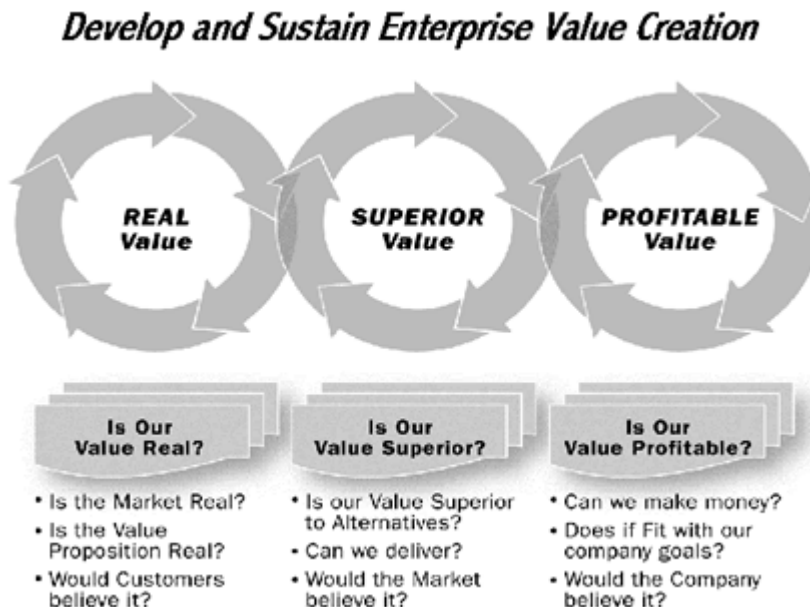 Develop and Sustain Enterprise Value Creation
REAL
Value
SUPERIOR
Value
PROFITABLE
Value
Is Our
Value Real?
• Is the Market Real?
• Is the Value
Proposition Real?
• Would Customers
believe it?
Is Our
Value Superior?
• Is our Value Superior
to Alternatives?
• Can we deliver?
• Would the Market
believe it?
Is Our
Value Profitable?
• Can we make money?
• Does if Fit with our
company goals?
• Would the Company
believe it?